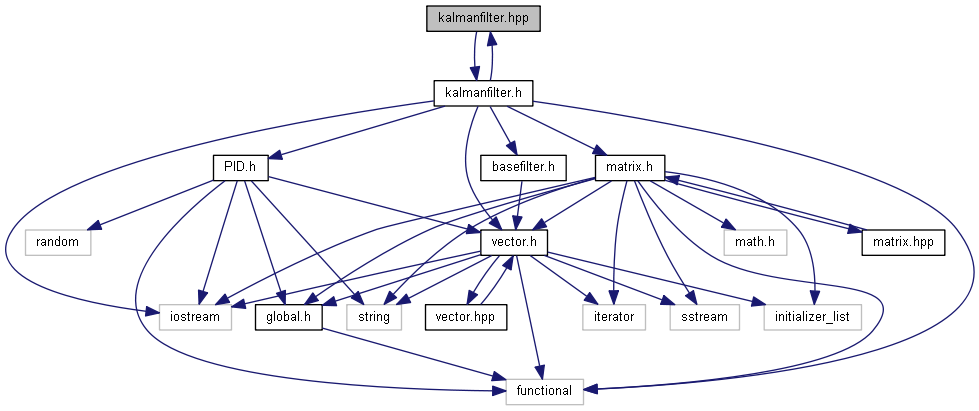 kalmanfilter.hpp
kalmanfilter.h
PID.h
basefilter.h
matrix.h
random
vector.h
math.h
matrix.hpp
iostream
global.h
string
vector.hpp
iterator
sstream
initializer_list
functional